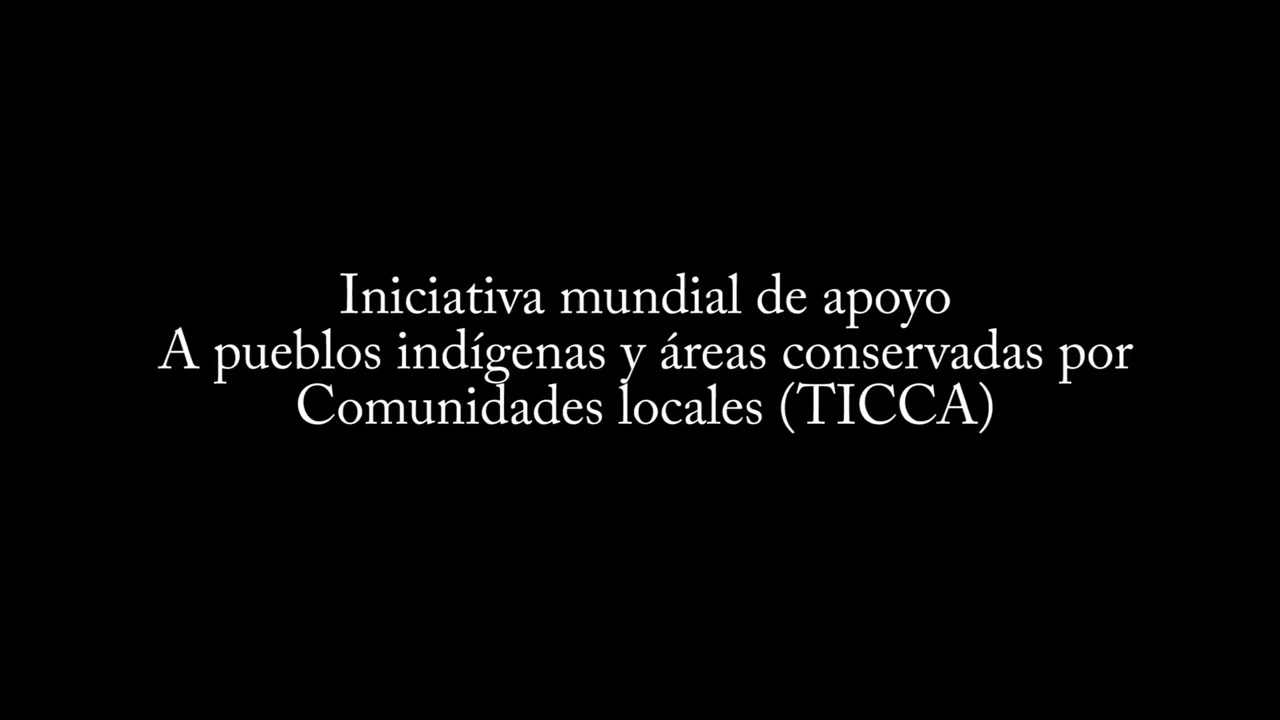 Iniciativa mundial de apoyo
A pueblos indígenas y áreas conservadas por
Comunidades locales (TICCA)